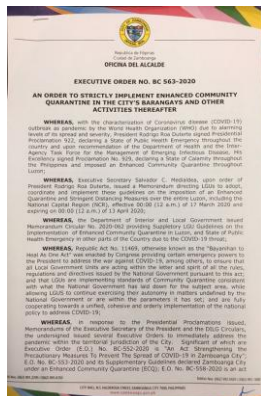 Republica de Filipinas
Ciudad de Zamboanga
OFICINA DEL ALCALDE
EXECUTIVE ORDER NO. BC 563-2020
AN ORDER TO STRICTLY IMPLEMENT ENHANCED COMMUNITY
QUARANTINE IN THE CITY'S BARANGAYS AND OTHER
ACTIVITIES THEREAFTER
WHEREAS, with the characterization of Coronavirus disease (COVID-19)
outbreak as pandemic by the World Health Organization (WHO) due to alarming
levels of its spread and severity, President Rodrigo Roa Duterte signed Presidential
Proclamation 922, declaring a State of Public Health Emergency throughout the
country and upon recommendation of the Department of Health and the Inter-
Agency Task Force for the Management of Emerging Infectious Disease, His
Excellency signed Proclamation No. 929, declaring a State of Calamity throughout
the Philippines and imposed an Enhanced Community Quarantine throughout
Luzon;
WHEREAS, Executive Secretary Salvador C. Medialdea, upon order of
President Rodrigo Roa Duterte, issued a Memorandum directing LGUs to adopt,
coordinate and implement these guidelines on the imposition of an Enhanced
Quarantine and Stringent Distancing Measures over the entire Luzon, including the
National Capital Region (NCR), effective 00:00 (12 a.m.) of 17 March 2020 and
expiring on 00:00 (12 a.m.) of 13 April 2020;
WHEREAS, the Department of Interior and Local Government issued
Memorandum Circular No. 2020-062 providing Suppletory LGU Guidelines on the
Implementation of Enhanced Community Quarantine in Luzon, and State of Public
Health Emergency in other parts of the Country due to the COVID-19 threat;
WHEREAS, Republic Act No. 11469, otherwise known as the "Bayanihan to
Heal As One Act" was enacted by Congress providing certain emergency powers to
the President to address the war against COVID-19, among others, to ensure that
all Local Government Units are acting within the letter and spirit of all the rules,
regulations and directives issued by the National Government pursuant to this act;
and that LGUs are implementing standards of Community Quarantine consistent
with what the National Government has laid down for the subject area, while
allowing LGUs to continue exercising their autonomy in matters undefined by the
National Government or are within the parameters it has set; and are fully
cooperating towards a unified, cohesive and orderly implementation of the national
policy to address COVID-19;
WHEREAS, in response to the Presidential Proclamations issued,
Memorandums of the Executive Secretary of the President and the DILG Circulars,
the undersigned issued several Executive Orders to immediately address the
pandemic within the territorial jurisdiction of the City. Significant of which are
Executive Order (E.O.) No. BC-552-2020 is "An Act Strengthening the
Precautionary Measures To Prevent The Spread of COVID-19 in Zamboanga City";
E.O. No. BC 553-2020 and its Supplementary Guidelines declared Zamboanga City
under an Enhanced Community Quarantine (ECQ). E.O. No. BC-558-2020 is an act